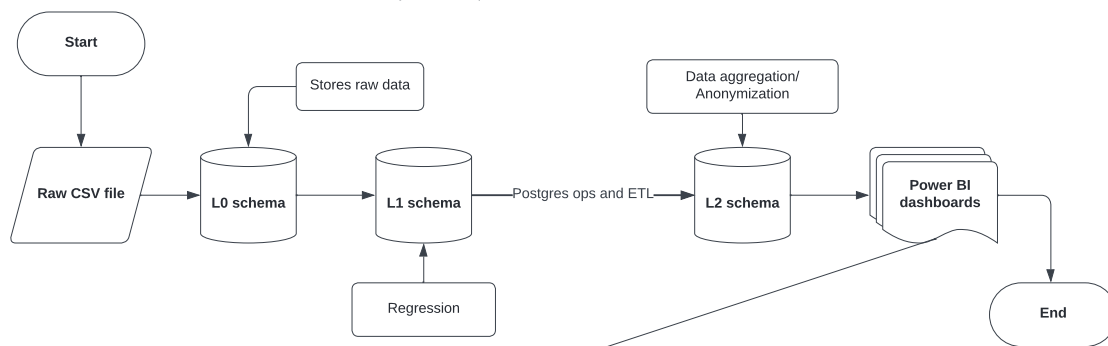 Start
Stores raw data
Data aggregation/
Anonymization
Raw CSV file
L0 schema
L1 schema
Postgres ops and ETL
L2 schema
Power BI
dashboards
Regression
End